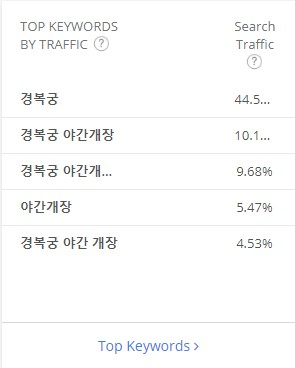 TOP KEYWORDS
BY TRAFFIC ?
Search
Traffic
?
경복궁 44.5...
경복궁 야간개장 10.1...
경복궁 야간개... 9.68%
야간개장 5.47%
경복궁 야간 개장 4.53%
Top Keywords >